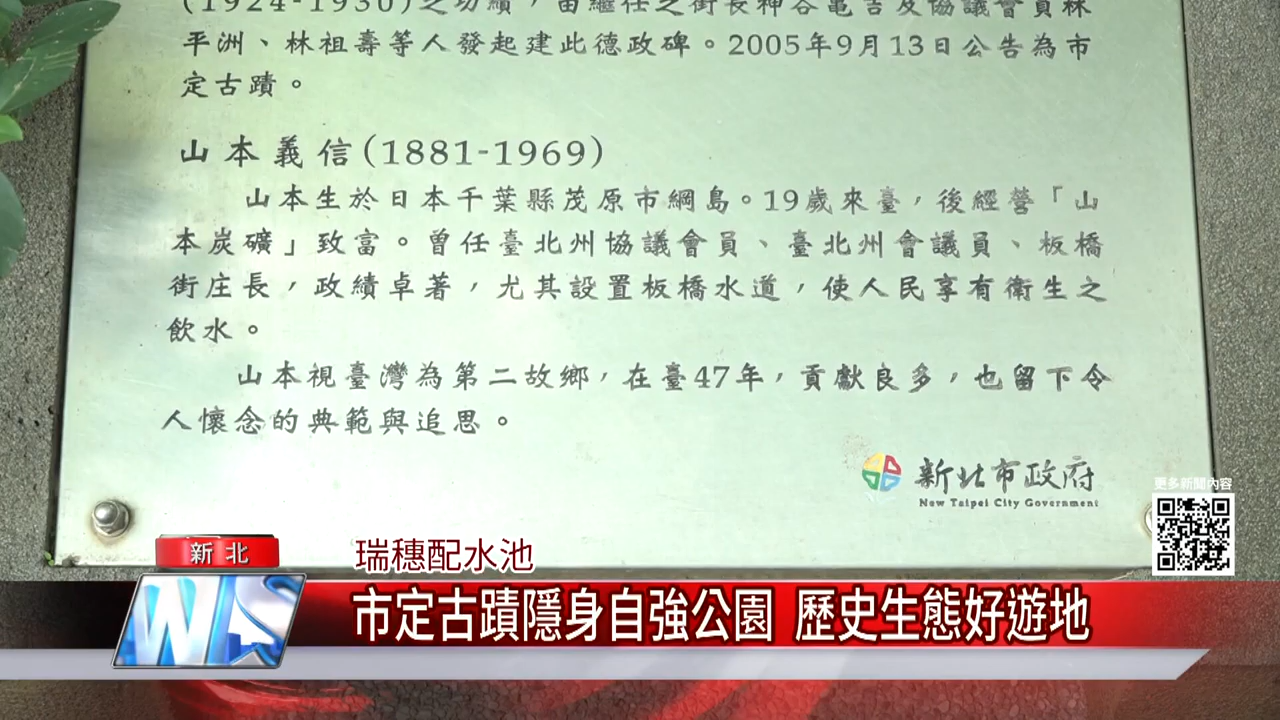 (1924-1930)之功績，由繼任之街長神谷龜吉及協議會員林
平洲、林祖壽等人發起建此德政碑。2005年9月13日公告為市
定古蹟。
山本義信(1881-1969)
山本生於日本千葉縣茂原市綱島。19歲來臺，後經營「山
本炭礦」致富。曾任臺北州協議會員、臺北州會議員、板橋
街庄長，政績卓著，尤其設置板橋水道，使人民享有衛生之
飲水。
山本視臺灣為第二故鄉，在臺47年，貢獻良多，也留下令
人懷念的典範與追思。
新北市政府
New Taipei City Government
更多新聞內容
新北
瑞穗配水池
市定古蹟隱身自強公園 歷史生態好遊地